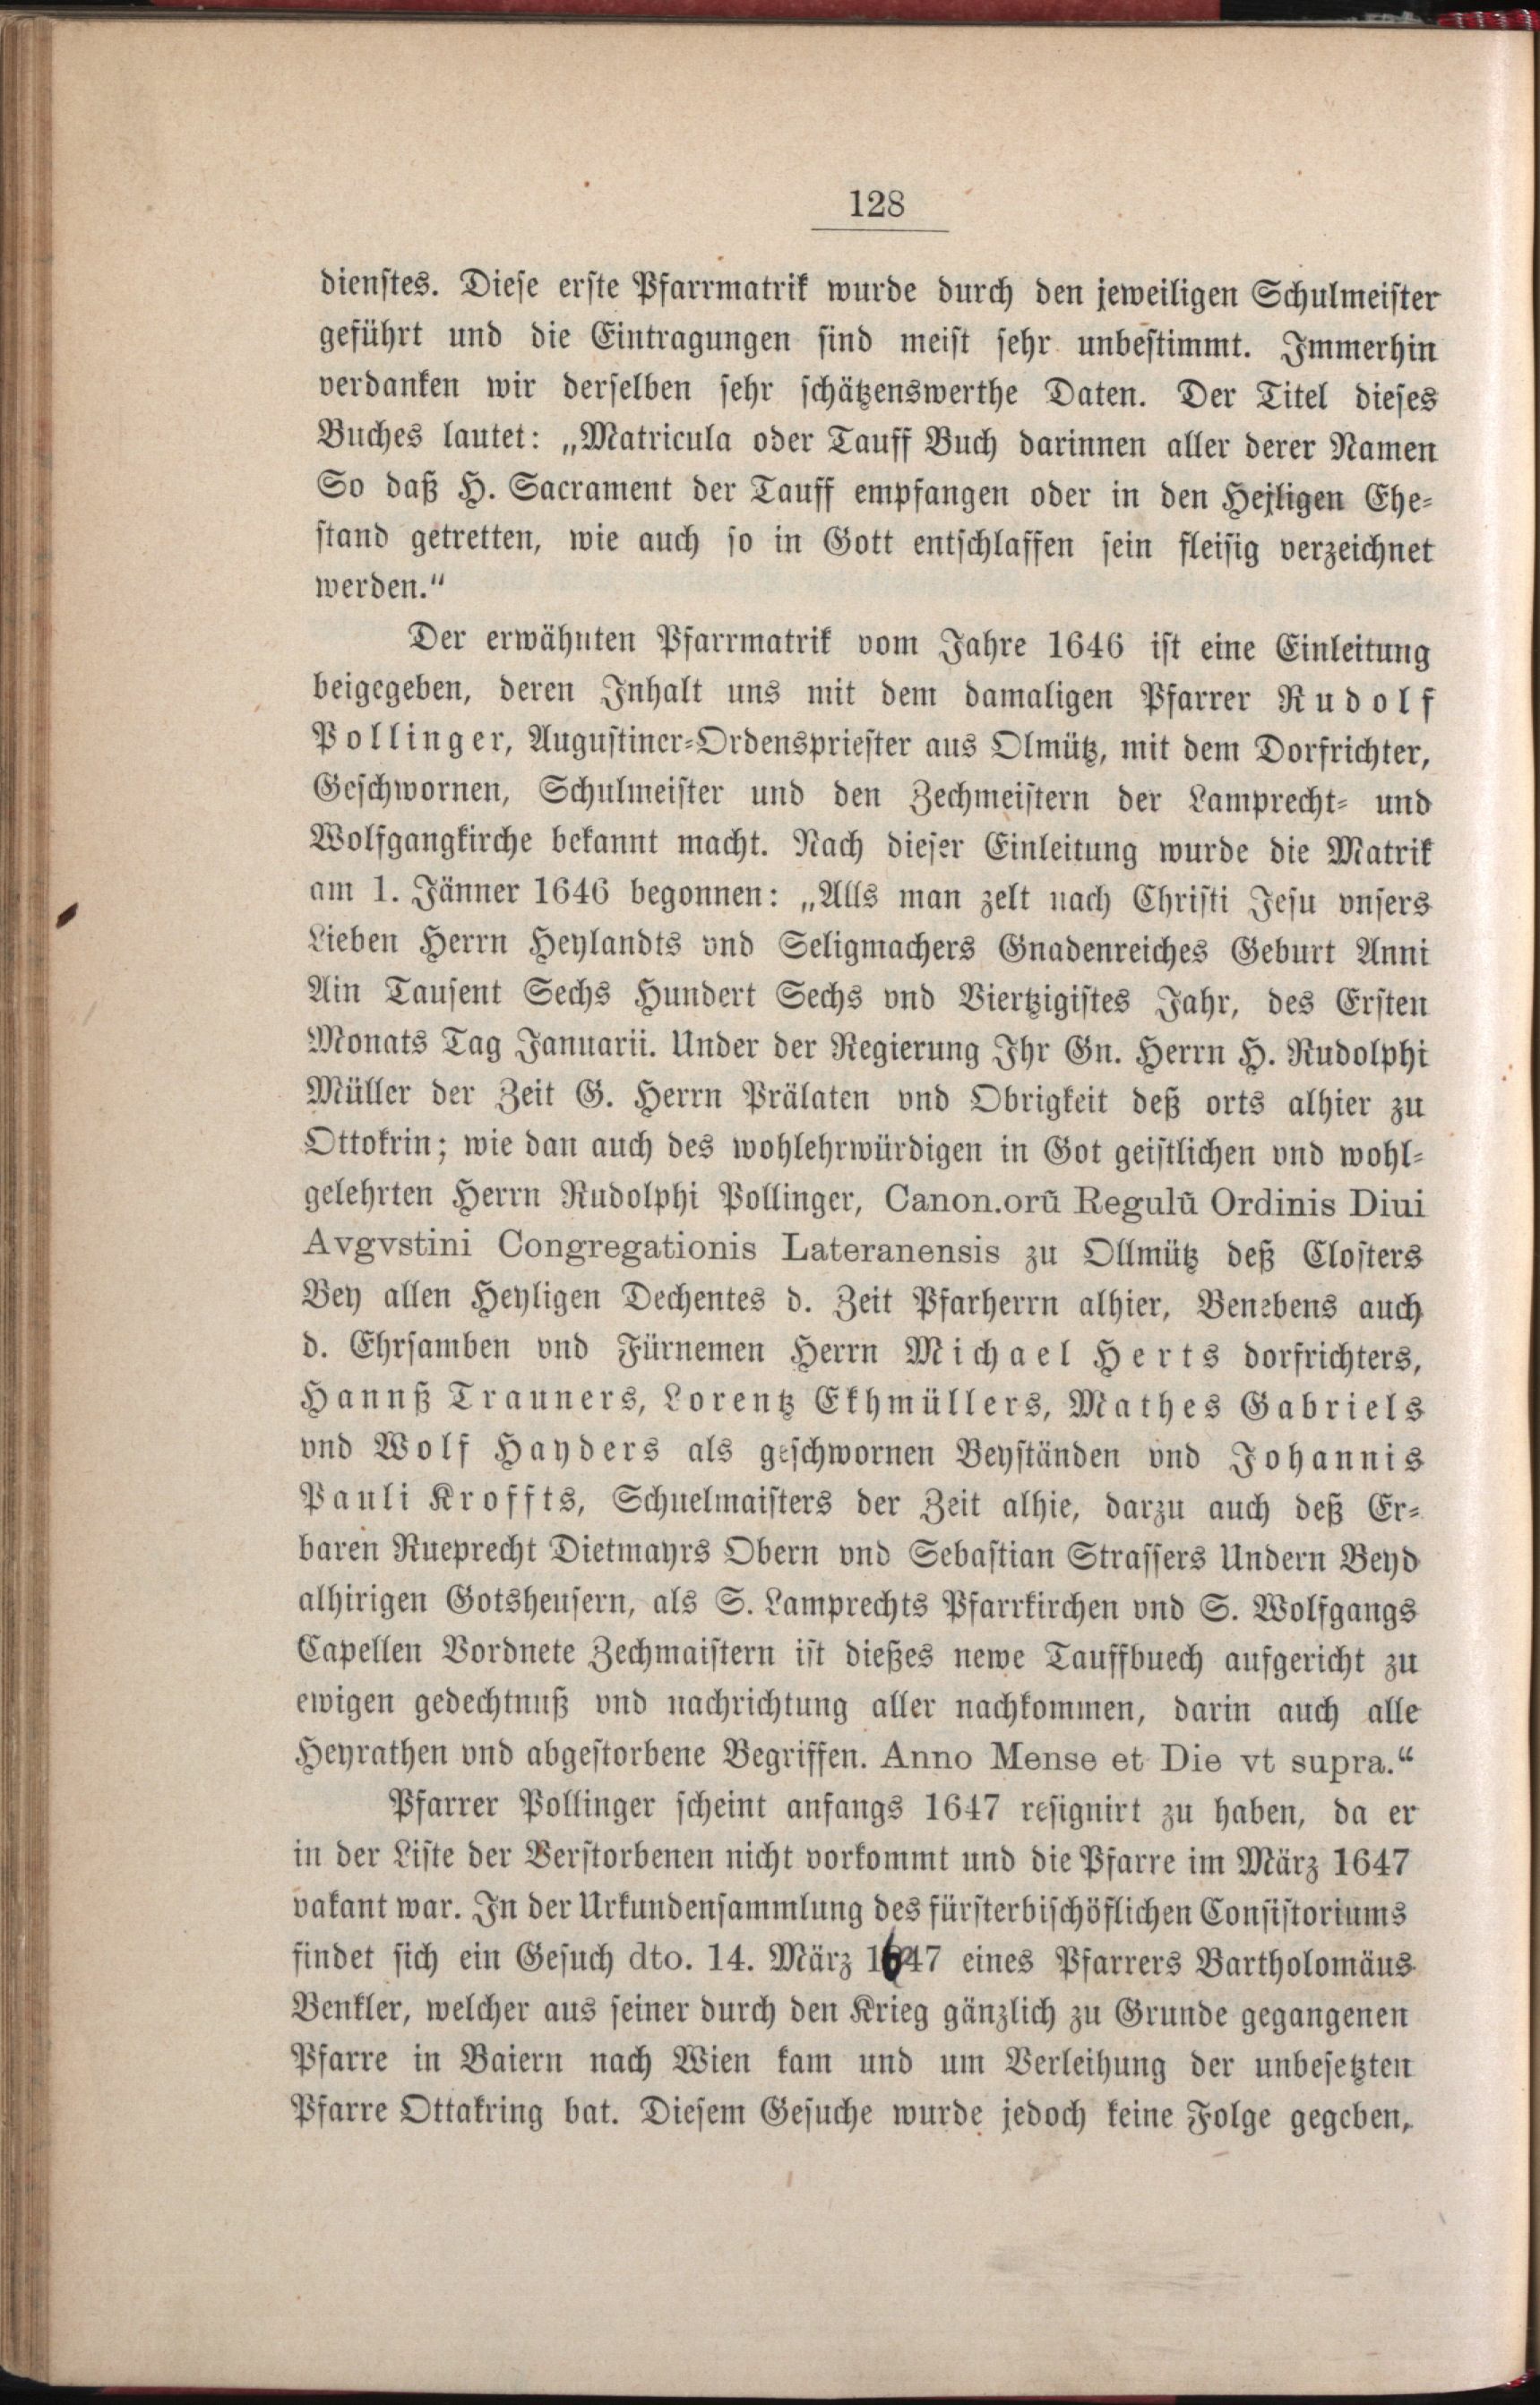 128
dienstes. Diese erste Pfarrmatrik wurde durch den jeweiligen Schulmeister
geführt und die Eintragungen sind meist sehr unbestimmt. Immerhin
verdanken wir derselben sehr schätzenswerthe Daten. Der Titel dieses
Buches lautet: „Matricula oder Tauff Buch darinnen aller derer Namen
So daß H. Sacrament der Tauff empfangen oder in den Hejligen Ehe-
stand getretten, wie auch so in Gott entschlaffen sein fleisig verzeichnet
werden.“
Der erwähnten Pfarrmatrik vom Jahre 1646 ist eine Einleitung
beigegeben, deren Inhalt uns mit dem damaligen Pfarrer Rudolf
Pollinger, Augustiner-Ordenspriester aus Olmütz, mit dem Dorfrichter,
Geschwornen, Schulmeister und den Zechmeistern der Lamprecht- und
Wolfgangkirche bekannt macht. Nach dieser Einleitung wurde die Matrik
am 1. Jänner 1646 begonnen: „Alls man zelt nach Christi Jesu vnsers
Lieben Herrn Heylandts vnd Seligmachers Gnadenreiches Geburt Anni
Ain Tausent Sechs Hundert Sechs vnd Viertzigistes Jahr, des Ersten
Monats Tag Januarii. Under der Regierung Ihr Gn. Herrn H. Rudolphi
Müller der Zeit G. Herrn Prälaten vnd Obrigkeit deß orts alhier zu
Ottokrin; wie dan auch des wohlehrwürdigen in Got geistlichen vnd wohl-
gelehrten Herrn Rudolphi Pollinger, Canon.orũ Regulũ Ordinis Diui
Avgvstini Congregationis Lateranensis zu Ollmütz deß Closters
Bey allen Heyligen Dechentes d. Zeit Pfarherrn alhier, Benebens auch
d. Ehrsamben vnd Fürnemen Herrn Michael Herts dorfrichters,
Hannß Trauners, Lorentz Ekhmüllers, Mathes Gabriels
vnd Wolf Hayders als geschwornen Beyständen vnd Johannis
Pauli Kroffts, Schuelmaisters der Zeit alhie, darzu auch deß Er-
baren Rueprecht Dietmayrs Obern vnd Sebastian Strassers Undern Beyd
alhirigen Gotsheusern, als S. Lamprechts Pfarrkirchen vnd S. Wolfgangs
Capellen Vordnete Zechmaistern ist dießes newe Tauffbuech aufgericht zu
ewigen gedechtnuß vnd nachrichtung aller nachkommen, darin auch alle
Heyrathen vnd abgestorbene Begriffen. Anno Mense et Die vt supra.“
Pfarrer Pollinger scheint anfangs 1647 resignirt zu haben, da er
in der Liste der Verstorbenen nicht vorkommt und die Pfarre im März 1647
vakant war. In der Urkundensammlung des fürsterbischöflichen Consistoriums
findet sich ein Gesuch dto. 14. März 1647 eines Pfarrers Bartholomäus
Benkler, welcher aus seiner durch den Krieg gänzlich zu Grunde gegangenen
Pfarre in Baiern nach Wien kam und um Verleihung der unbesetzten
Pfarre Ottakring bat. Diesem Gesuche wurde jedoch keine Folge gegeben,